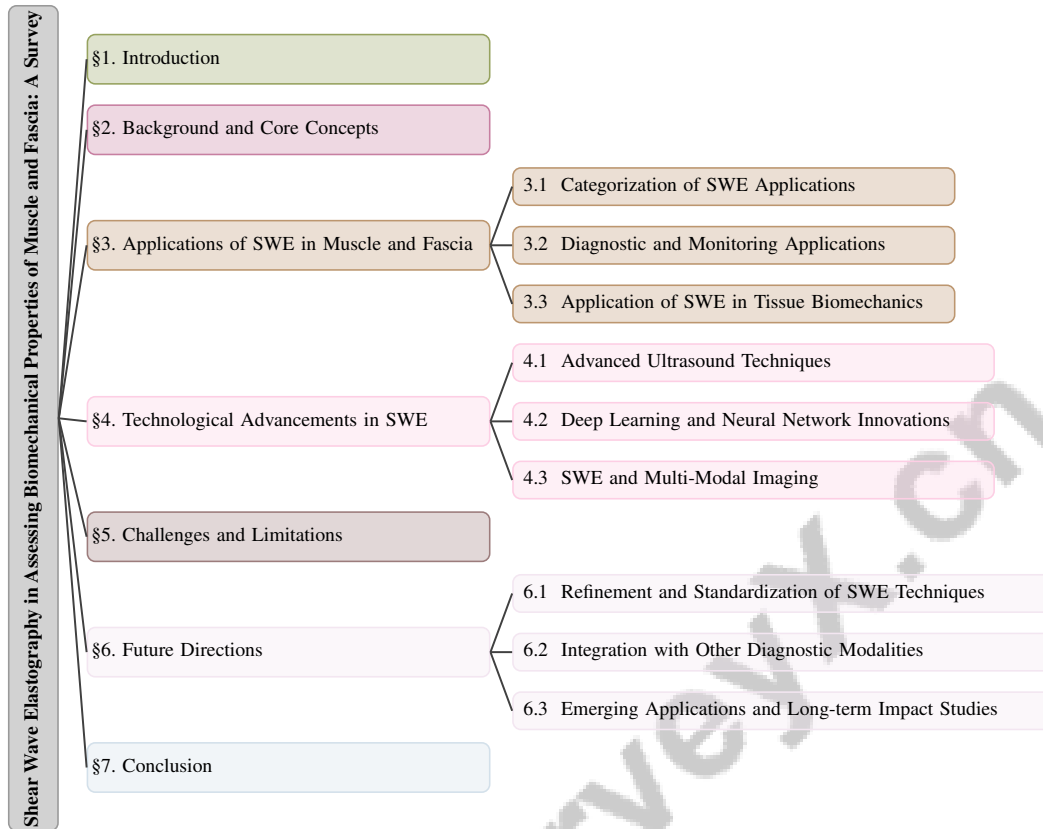 Shear Wave Elastography in Assessing Biomechanical Properties of Muscle and Fascia: A Survey
§1. Introduction
§2. Background and Core Concepts
§3. Applications of SWE in Muscle and Fascia
3.1 Categorization of SWE Applications
3.2 Diagnostic and Monitoring Applications
3.3 Application of SWE in Tissue Biomechanics
§4. Technological Advancements in SWE
4.1 Advanced Ultrasound Techniques
4.2 Deep Learning and Neural Network Innovations
4.3 SWE and Multi-Modal Imaging
§5. Challenges and Limitations
§6. Future Directions
6.1 Refinement and Standardization of SWE Techniques
6.2 Integration with Other Diagnostic Modalities
6.3 Emerging Applications and Long-term Impact Studies
§7. Conclusion
rveyx.cn